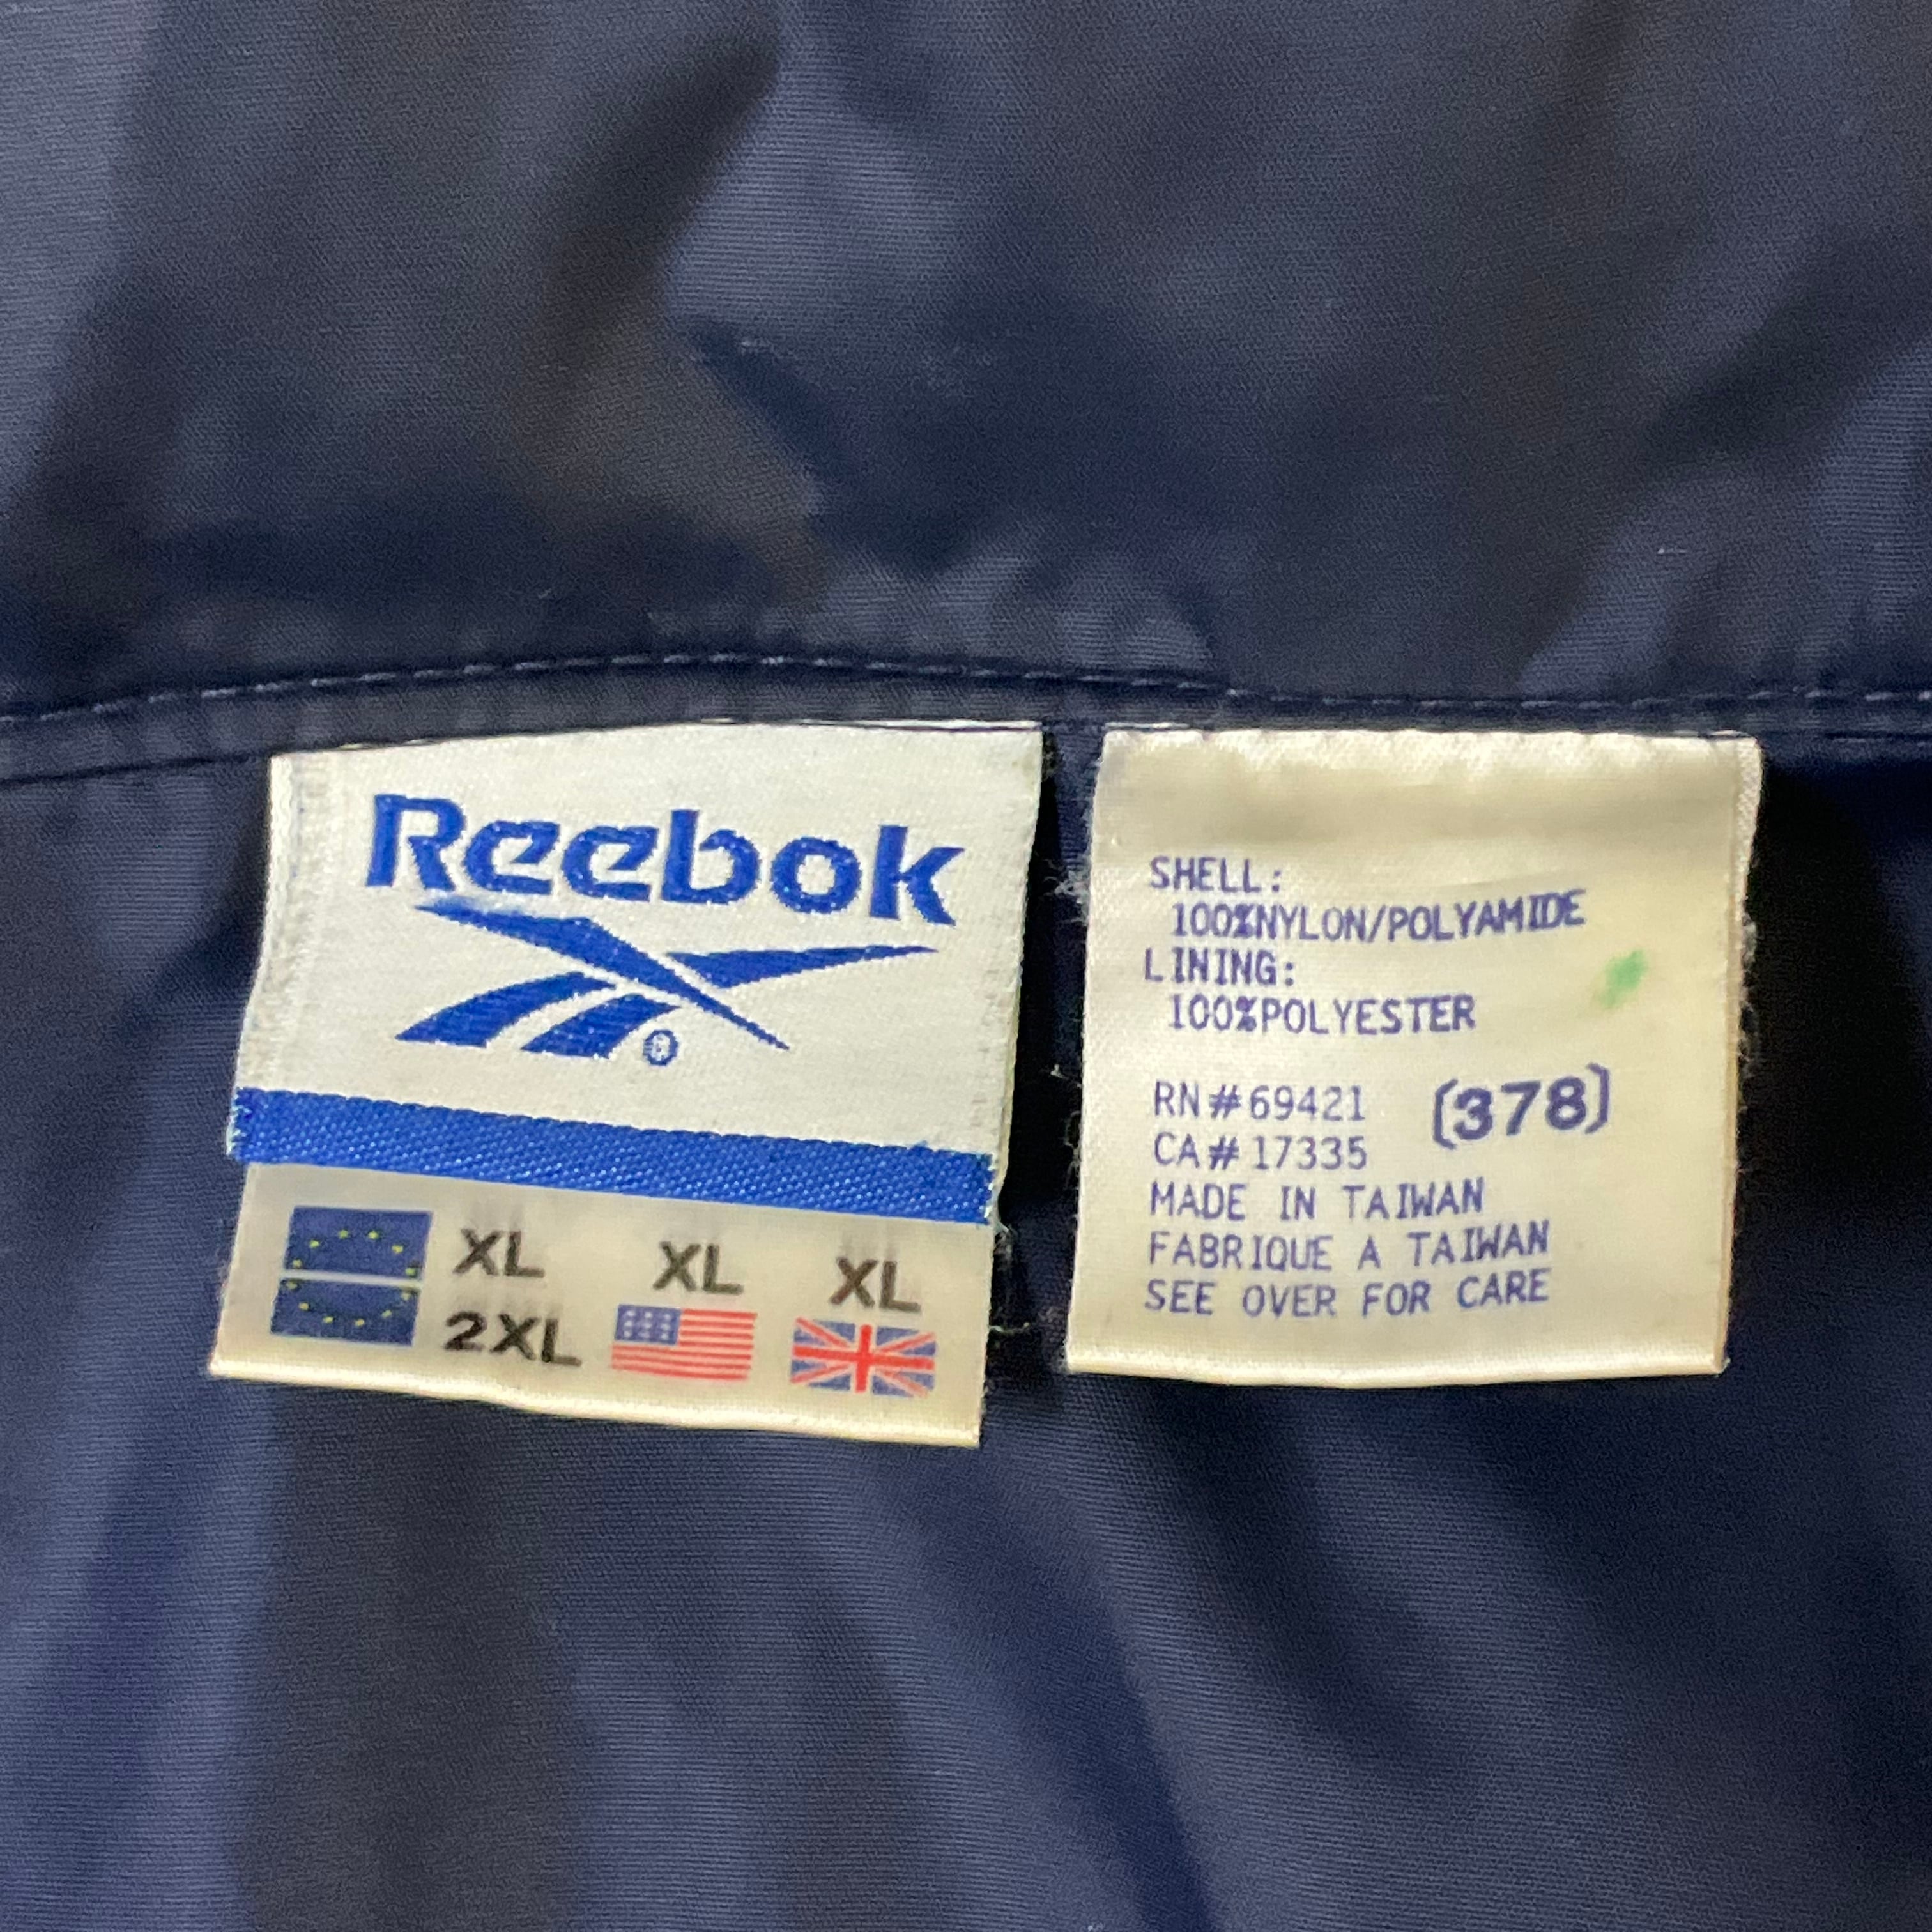 Reebok
®
XL XL XL
2XL
SHELL:
100%NYLON/POLYAMIDE
LINING:
100%POLYESTER
RN#69421 (378)
CA#17335
MADE IN TAIWAN
FABRIQUE A TAIWAN
SEE OVER FOR CARE